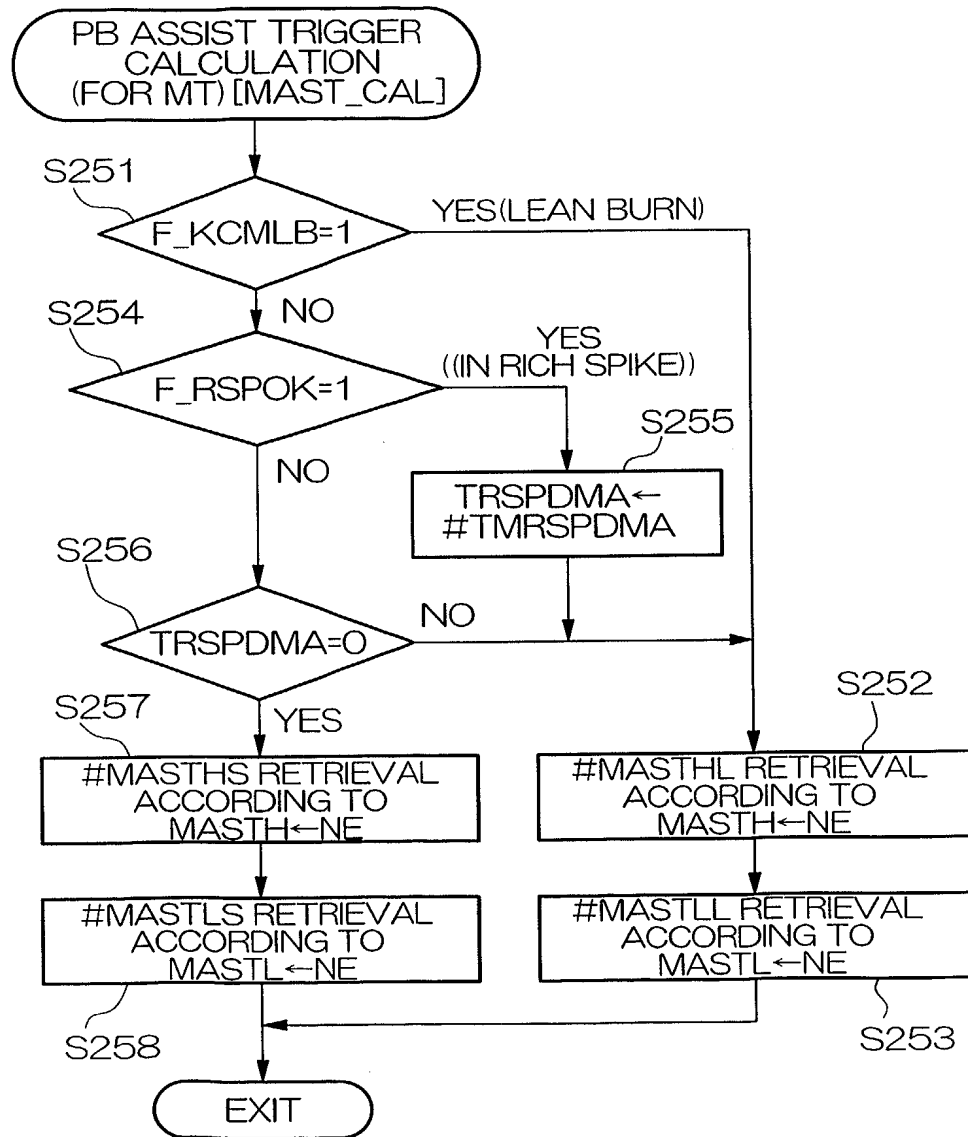 PB ASSIST TRIGGER
CALCULATION
(FOR MT) [MAST_CAL]
S251
F_KCMLB=1
YES(LEAN BURN)
NO
S254
F_RSPOK=1
YES
((IN RICH SPIKE))
NO
S255
TRSPDMA←
#TMRSPDMA
S256
TRSPDMA=0
NO
YES
S257
#MASTHS RETRIEVAL
ACCORDING TO
MASTH←NE
S252
#MASTHL RETRIEVAL
ACCORDING TO
MASTH←NE
#MASTLS RETRIEVAL
ACCORDING TO
MASTL←NE
S258
#MASTLL RETRIEVAL
ACCORDING TO
MASTL←NE
S253
EXIT